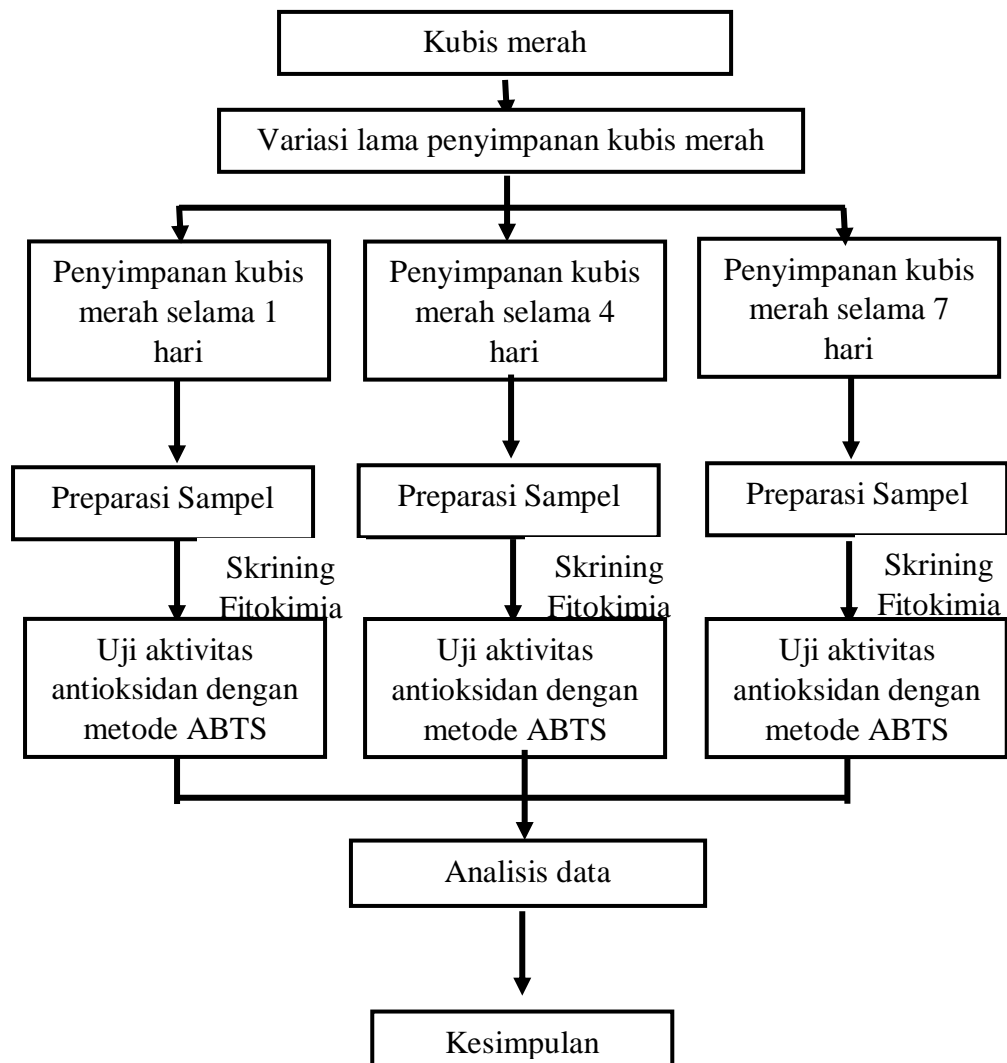 Kubis merah
Variasi lama penyimpanan kubis merah
Penyimpanan kubis
merah selama 1
hari
Penyimpanan kubis
merah selama 4
hari
Penyimpanan kubis
merah selama 7
hari
Preparasi Sampel
Preparasi Sampel
Preparasi Sampel
Skrining
Fitokimia
Skrining
Fitokimia
Skrining
Fitokimia
Uji aktivitas
antioksidan dengan
metode ABTS
Uji aktivitas
antioksidan dengan
metode ABTS
Uji aktivitas
antioksidan dengan
metode ABTS
Analisis data
Kesimpulan